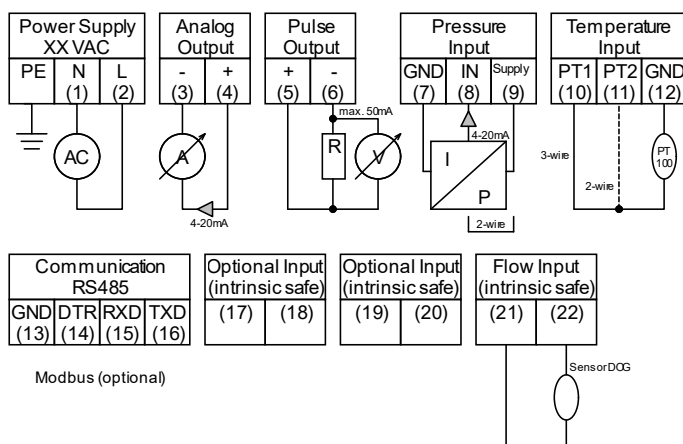 Power Supply
XX VAC
PE N L
(1) (2)
AC
Analog
Output
- +
(3) (4)
A
4-20mA
Pulse
Output
+ -
(5) (6)
max. 50mA
R
V
Pressure
Input
GND IN Supply
(7) (8) (9)
4-20mA
I
P
2-wire
Temperature
Input
PT1 PT2 GND
(10) (11) (12)
3-wire
2-wire
PT
100
Communication
RS485
GND DTR RXD TXD
(13) (14) (15) (16)
Modbus (optional)
Optional Input
(intrinsic safe)
(17) (18)
Optional Input
(intrinsic safe)
(19) (20)
Flow Input
(intrinsic safe)
(21) (22)
Sensor DOG